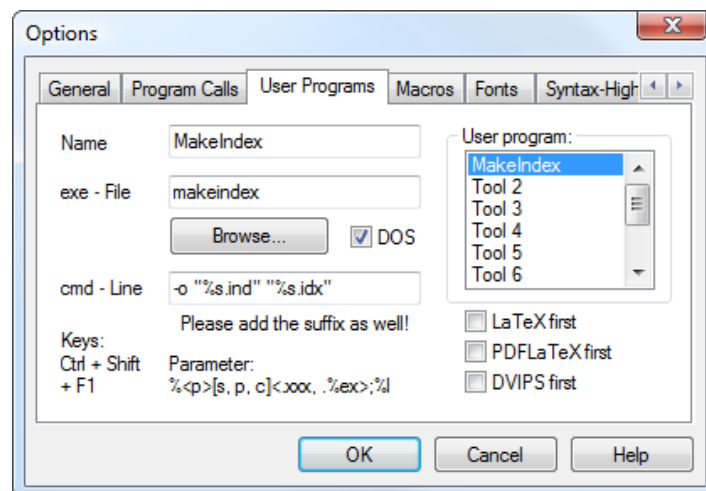 Options
General Program Calls User Programs Macros Fonts Syntax-High
Name MakeIndex
exe - File makeindex
Browse... DOS
cmd - Line -o "%s.ind" "%s.idx"
Please add the suffix as well!
Keys:
Ctrl + Shift
+ F1
Parameter:
%<p>[s, p, c]<.xxx, .%ex>;%l
User program:
MakeIndex
Tool 2
Tool 3
Tool 4
Tool 5
Tool 6
LaTeX first
PDFLaTeX first
DVIPS first
OK Cancel Help